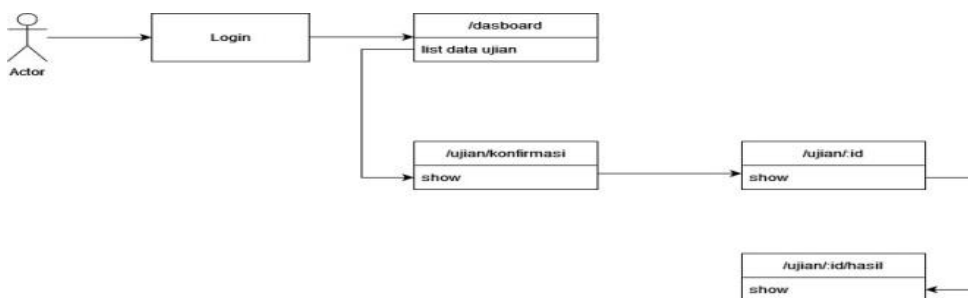 /dasboard
Login
list data ujian
Actor
/ujian/konfirmasi
/ujian/:id
show
show
/ujian/:id/hasil
show